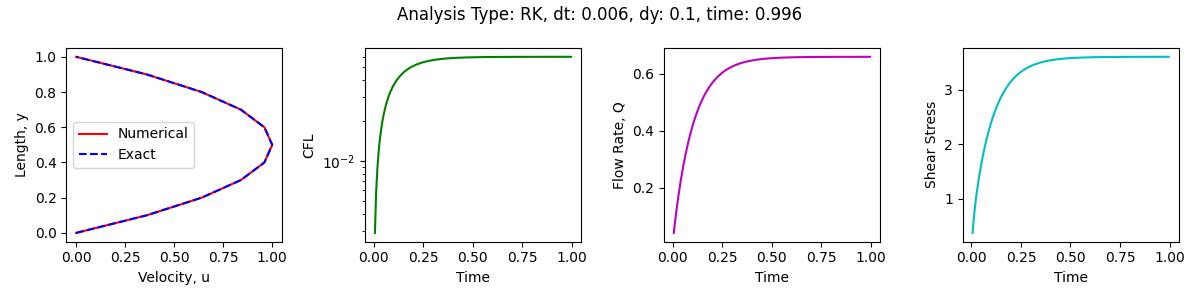 Analysis Type: RK, dt: 0.006, dy: 0.1, time: 0.996
Length, y
1.0
0.8
0.6
0.4
0.2
0.0
Numerical
Exact
0.00 0.25 0.50 0.75 1.00
Velocity, u
CFL
10⁻²
0.00 0.25 0.50 0.75 1.00
Time
Flow Rate, Q
0.6
0.4
0.2
0.00 0.25 0.50 0.75 1.00
Time
Shear Stress
3
2
1
0.00 0.25 0.50 0.75 1.00
Time